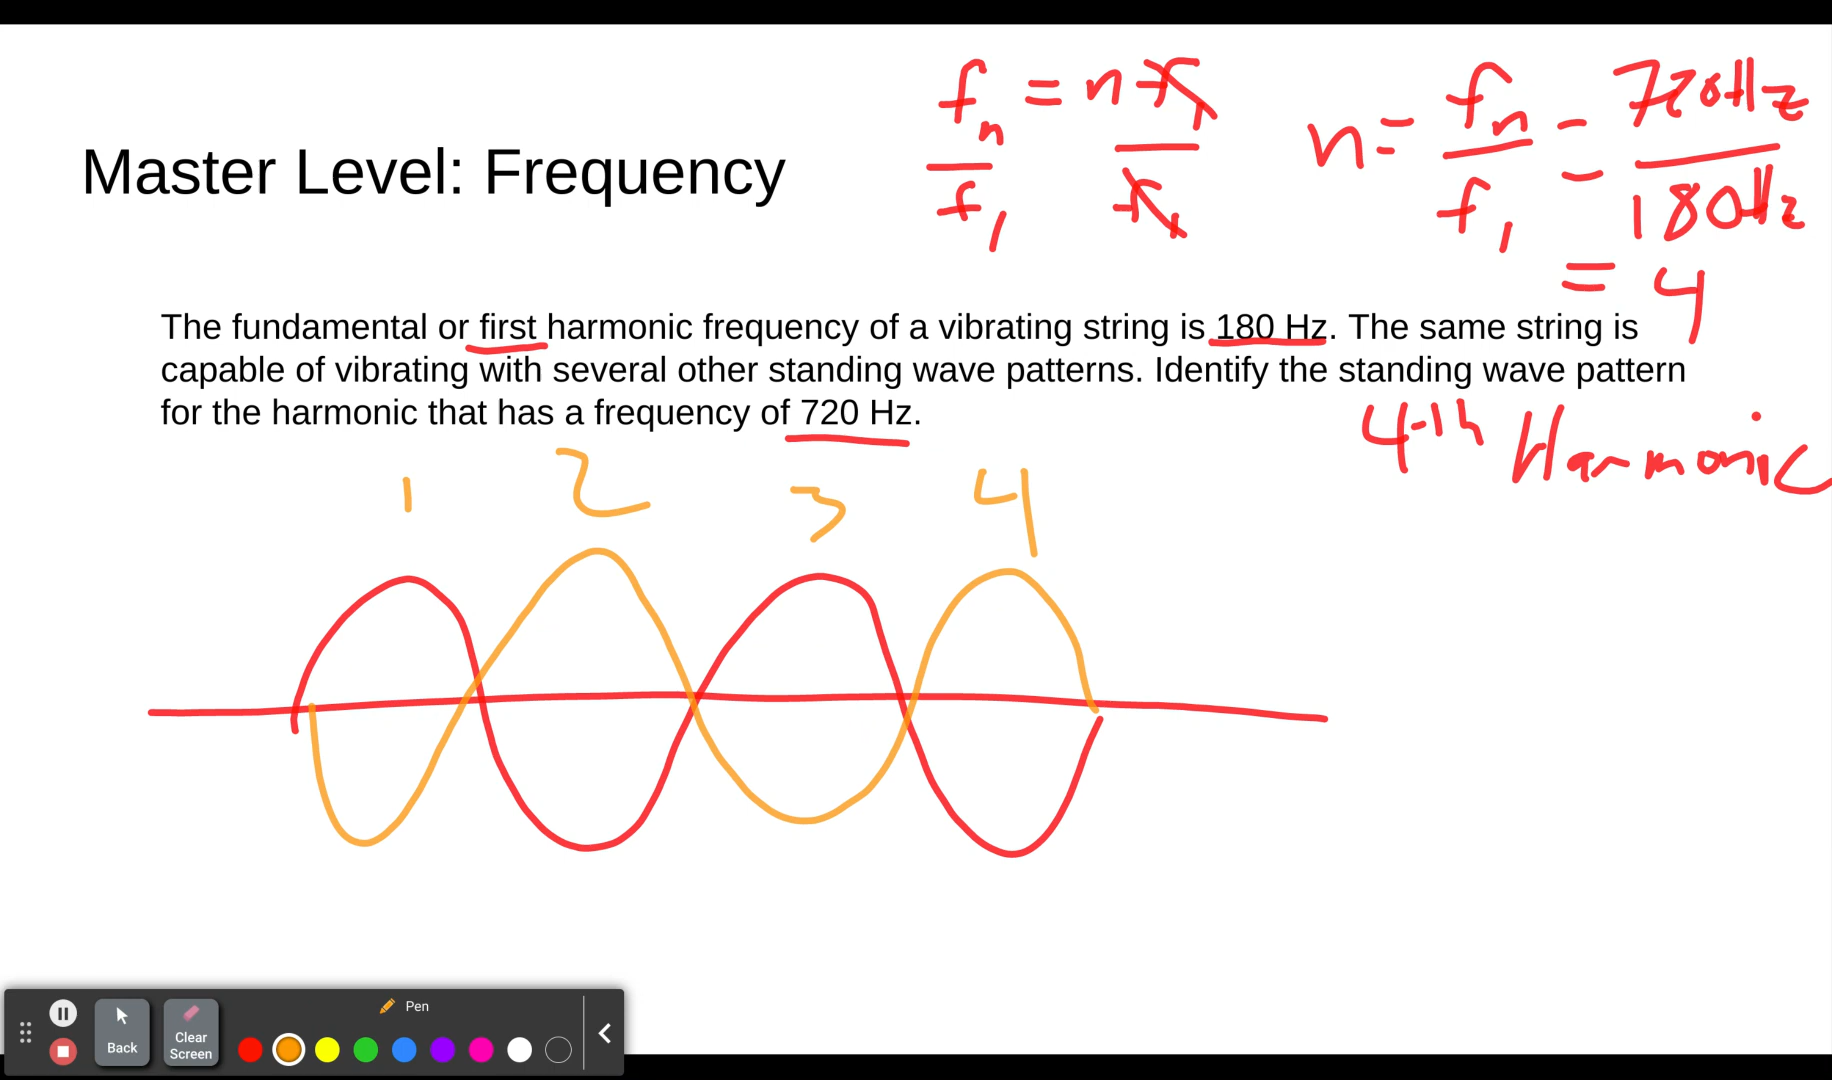 fn = n f1    n = fn = 720Hz
f1    f1    f1    180Hz
= 4
Master Level: Frequency
The fundamental or first harmonic frequency of a vibrating string is 180 Hz. The same string is
capable of vibrating with several other standing wave patterns. Identify the standing wave pattern
for the harmonic that has a frequency of 720 Hz.
4th Harmonic
1 2 3 4
Pen
Back
Clear
Screen